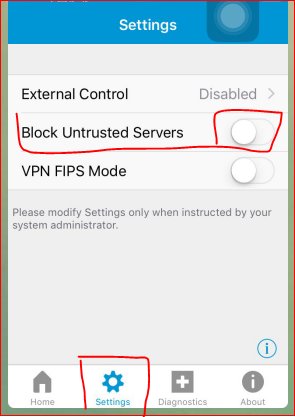 Settings
External Control Disabled
Block Untrusted Servers
VPN FIPS Mode
Please modify Settings only when instructed by your
system administrator.
Home Settings Diagnostics About